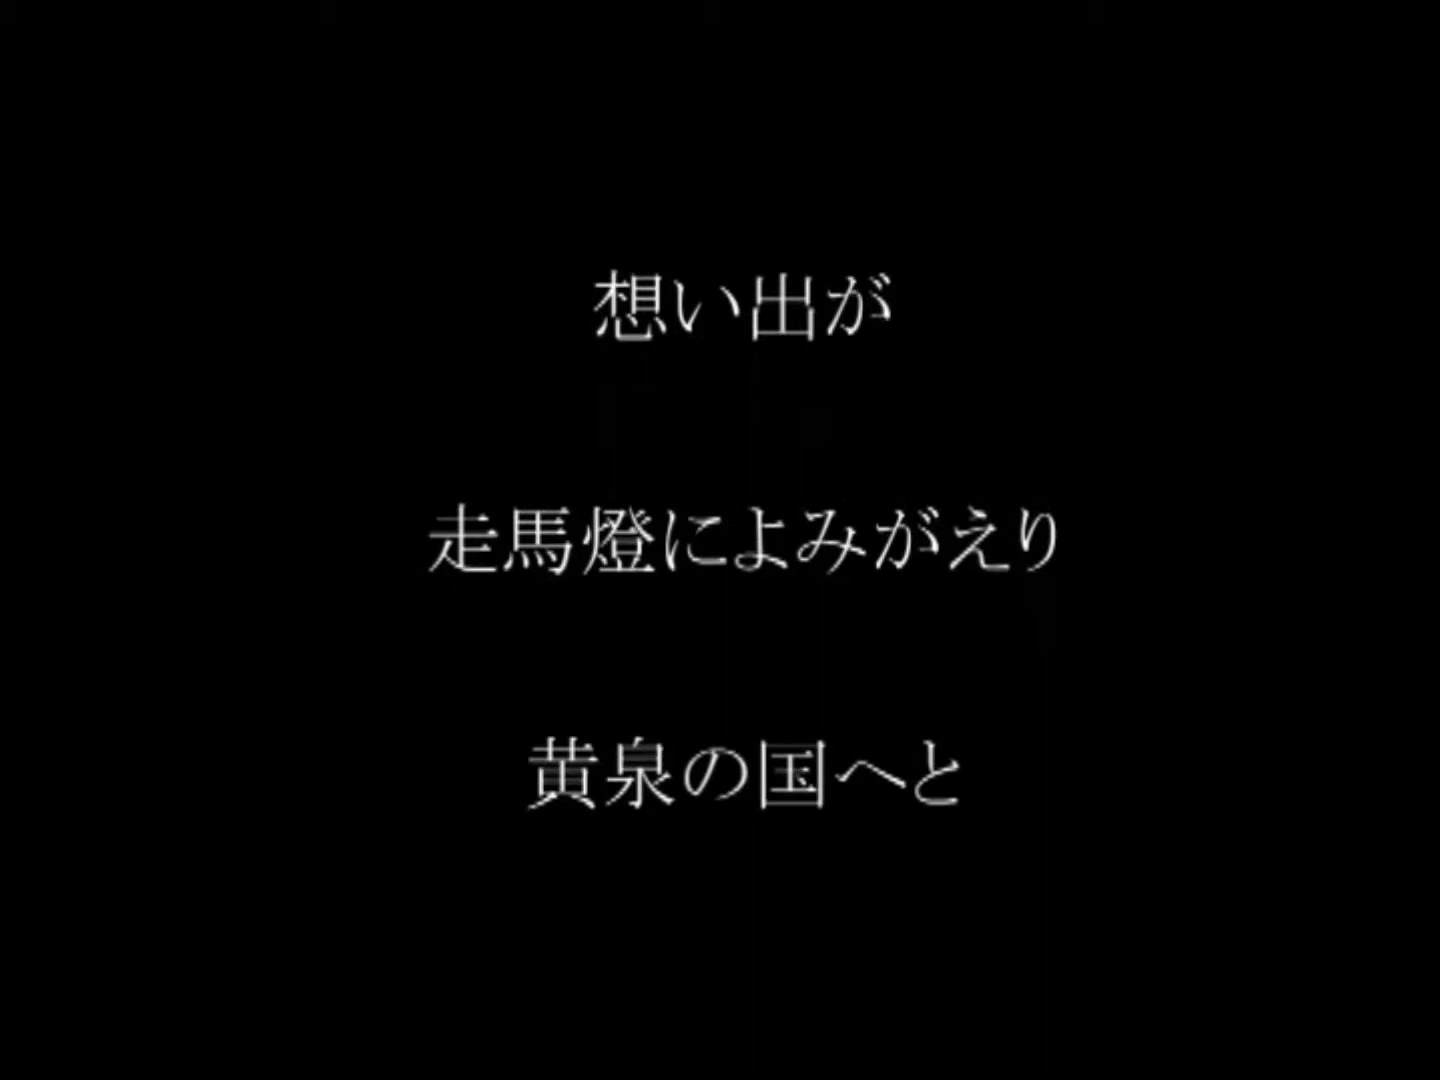 想い出が
走馬燈によみがえり
黄泉の国へと